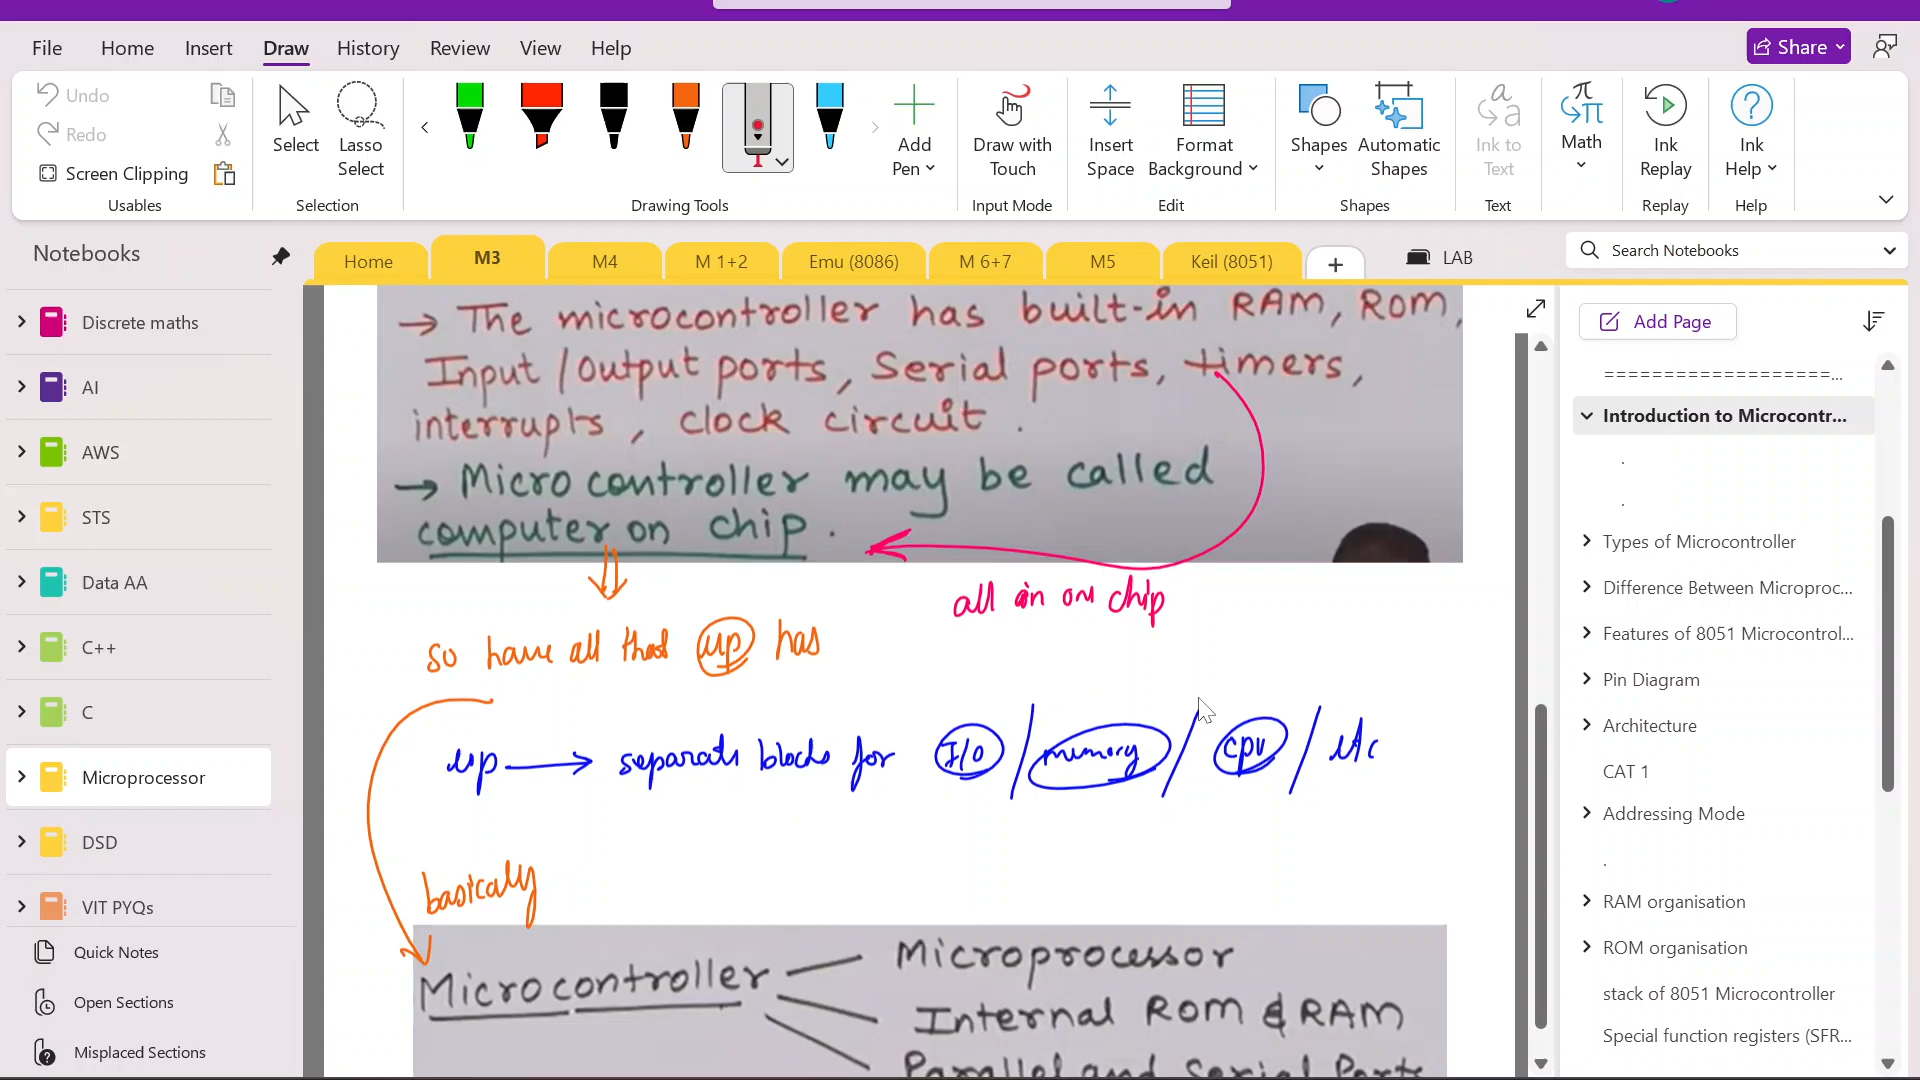 File Home Insert Draw History Review View Help Share
Undo
Redo
Screen Clipping
Usables
Select
Lasso Select
Selection
Drawing Tools
Add Pen
Draw with Touch
Input Mode
Insert Space
Format Background
Edit
Shapes
Automatic Shapes
Shapes
Ink to Text
Text
Math
Ink Replay
Replay
Ink Help
Help
Notebooks
Home M3 M4 M 1+2 Emu (8086) M 6+7 M5 Keil (8051) + LAB
Search Notebooks
Discrete maths
AI
AWS
STS
Data AA
C++
C
Microprocessor
DSD
VIT PYQs
Quick Notes
Open Sections
Misplaced Sections
→ The microcontroller has built-in RAM, Rom,
Input /Output ports, Serial ports, timers,
interrupts, clock circuit.
→ Microcontroller may be called
computer on chip.
all in on chip
so have all that up has
up → separate blocks for I/O / memory / cpu / etc
basically
Microcontroller
Microprocessor
Internal Rom & RAM
Parallel and Serial Ports
Add Page
===================...
Introduction to Microcontr...
.
.
Types of Microcontroller
Difference Between Microproc...
Features of 8051 Microcontrol...
Pin Diagram
Architecture
CAT 1
Addressing Mode
.
RAM organisation
ROM organisation
stack of 8051 Microcontroller
Special function registers (SFR...